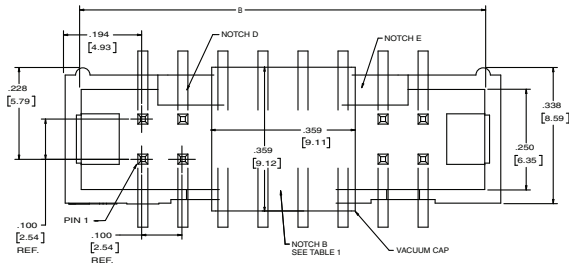 B
.194
[4.93]
NOTCH D
NOTCH E
.228
[5.79]
.338
[8.59]
.359
[9.11]
.359
[9.12]
.250
[6.35]
PIN 1
.100
[2.54]
REF.
.100
[2.54]
REF.
NOTCH B
SEE TABLE 1
VACUUM CAP